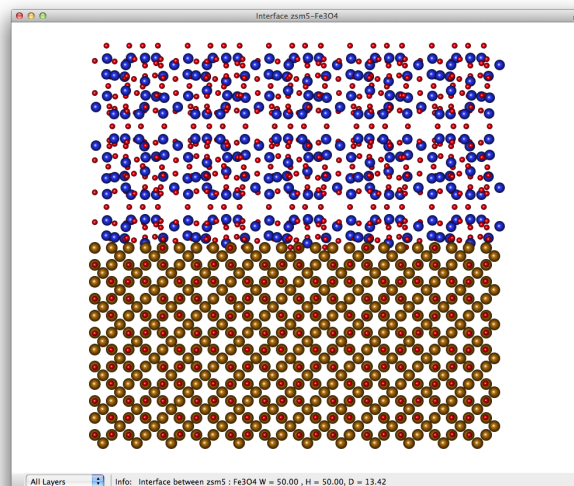 Interface zsm5-Fe3O4
All Layers
Info: Interface between zsm5 : Fe3O4 W = 50.00 , H = 50.00, D = 13.42